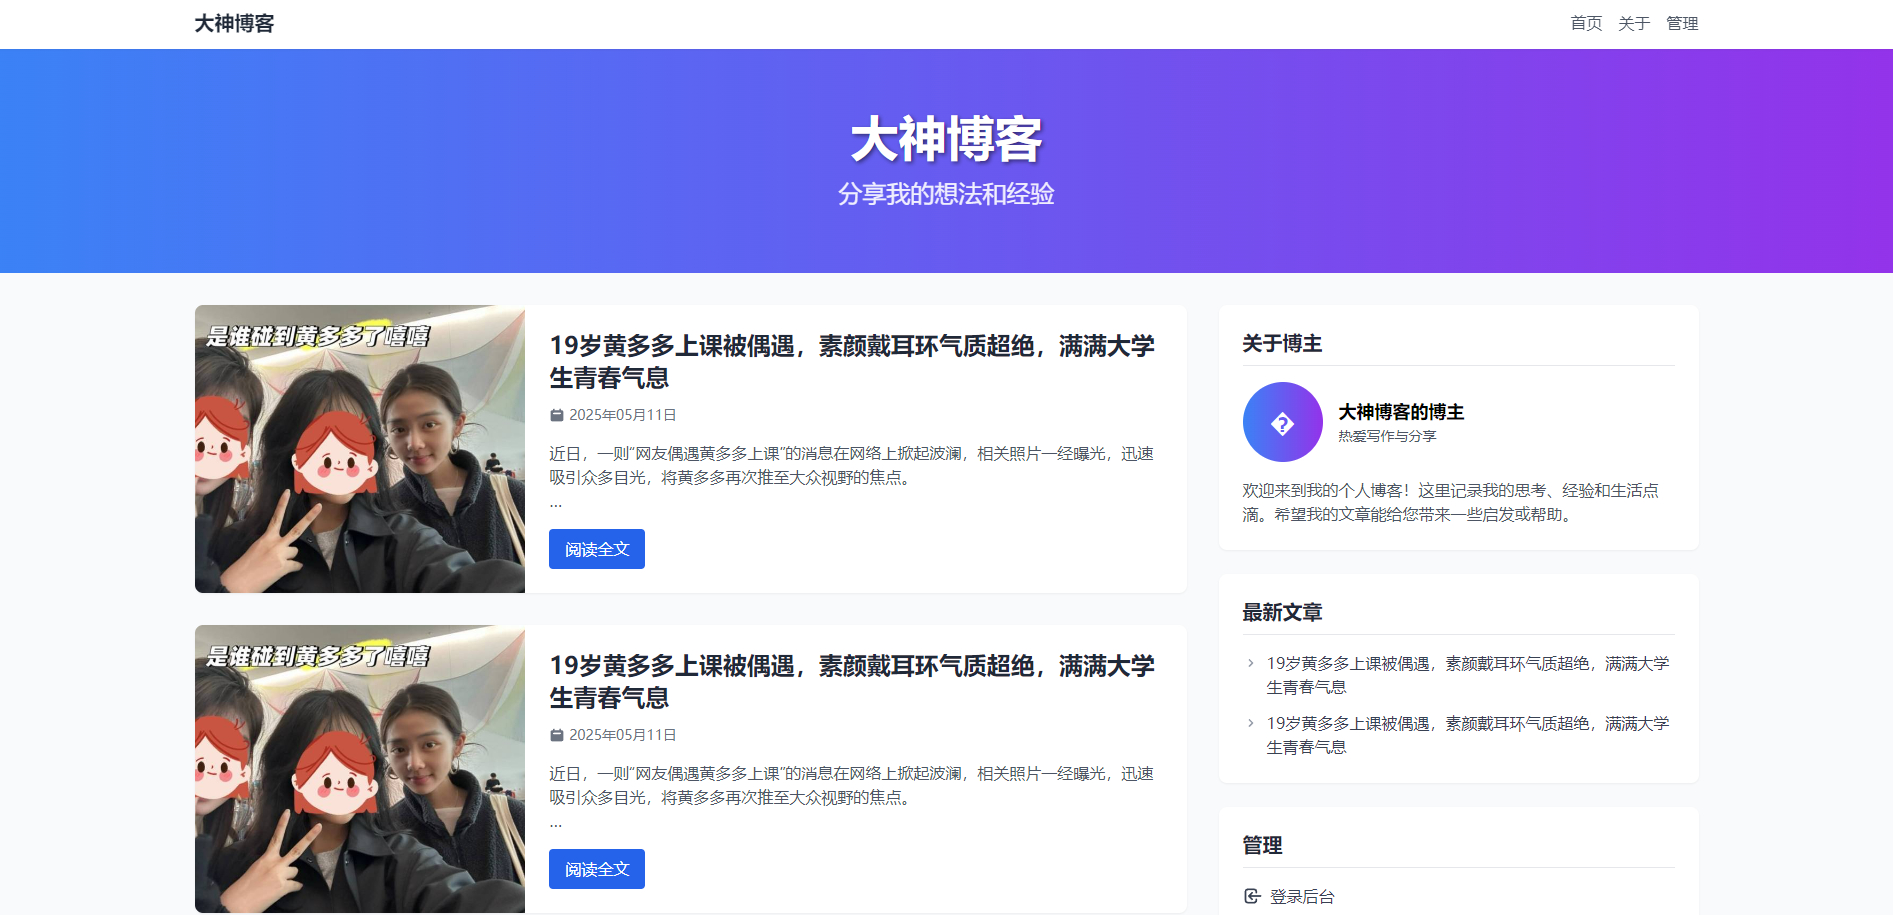 大神博客
首页 关于 管理
大神博客
分享我的想法和经验
是谁碰到黄多多了嘻嘻
19岁黄多多上课被偶遇，素颜戴耳环气质超绝，满满大学
生青春气息
2025年05月11日
近日，一则“网友偶遇黄多多上课”的消息在网络上掀起波澜，相关照片一经曝光，迅速
吸引众多目光，将黄多多再次推至大众视野的焦点。
...
阅读全文
是谁碰到黄多多了嘻嘻
19岁黄多多上课被偶遇，素颜戴耳环气质超绝，满满大学
生青春气息
2025年05月11日
近日，一则“网友偶遇黄多多上课”的消息在网络上掀起波澜，相关照片一经曝光，迅速
吸引众多目光，将黄多多再次推至大众视野的焦点。
...
阅读全文
关于博主
�
大神博客的博主
热爱写作与分享
欢迎来到我的个人博客！这里记录我的思考、经验和生活点
滴。希望我的文章能给您带来一些启发或帮助。
最新文章
19岁黄多多上课被偶遇，素颜戴耳环气质超绝，满满大学
生青春气息
19岁黄多多上课被偶遇，素颜戴耳环气质超绝，满满大学
生青春气息
管理
登录后台